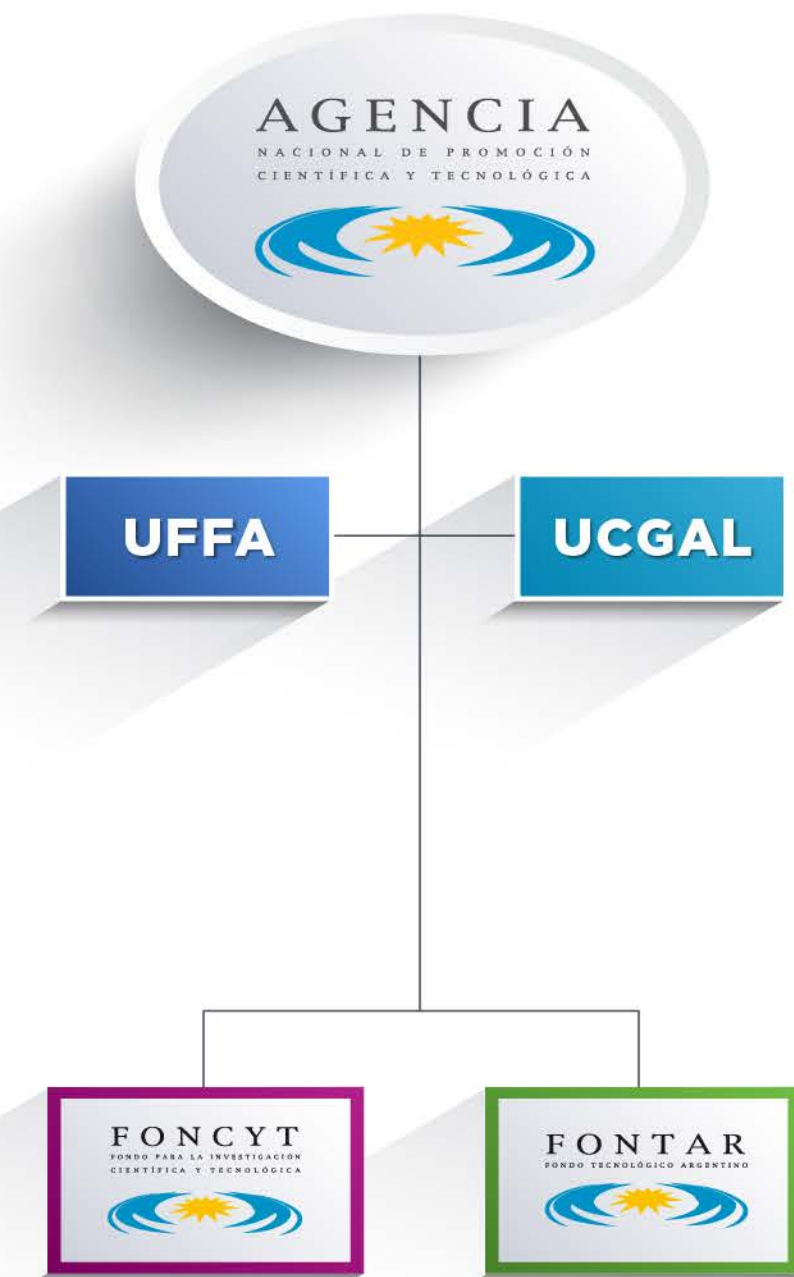 AGENCIA
NACIONAL DE PROMOCIÓN
CIENTÍFICA Y TECNOLÓGICA
UFFA
UCGAL
FONCYT
FONDO PARA LA INVESTIGACIÓN
CIENTÍFICA Y TECNOLÓGICA
FONTAR
FONDO TECNOLÓGICO ARGENTINO